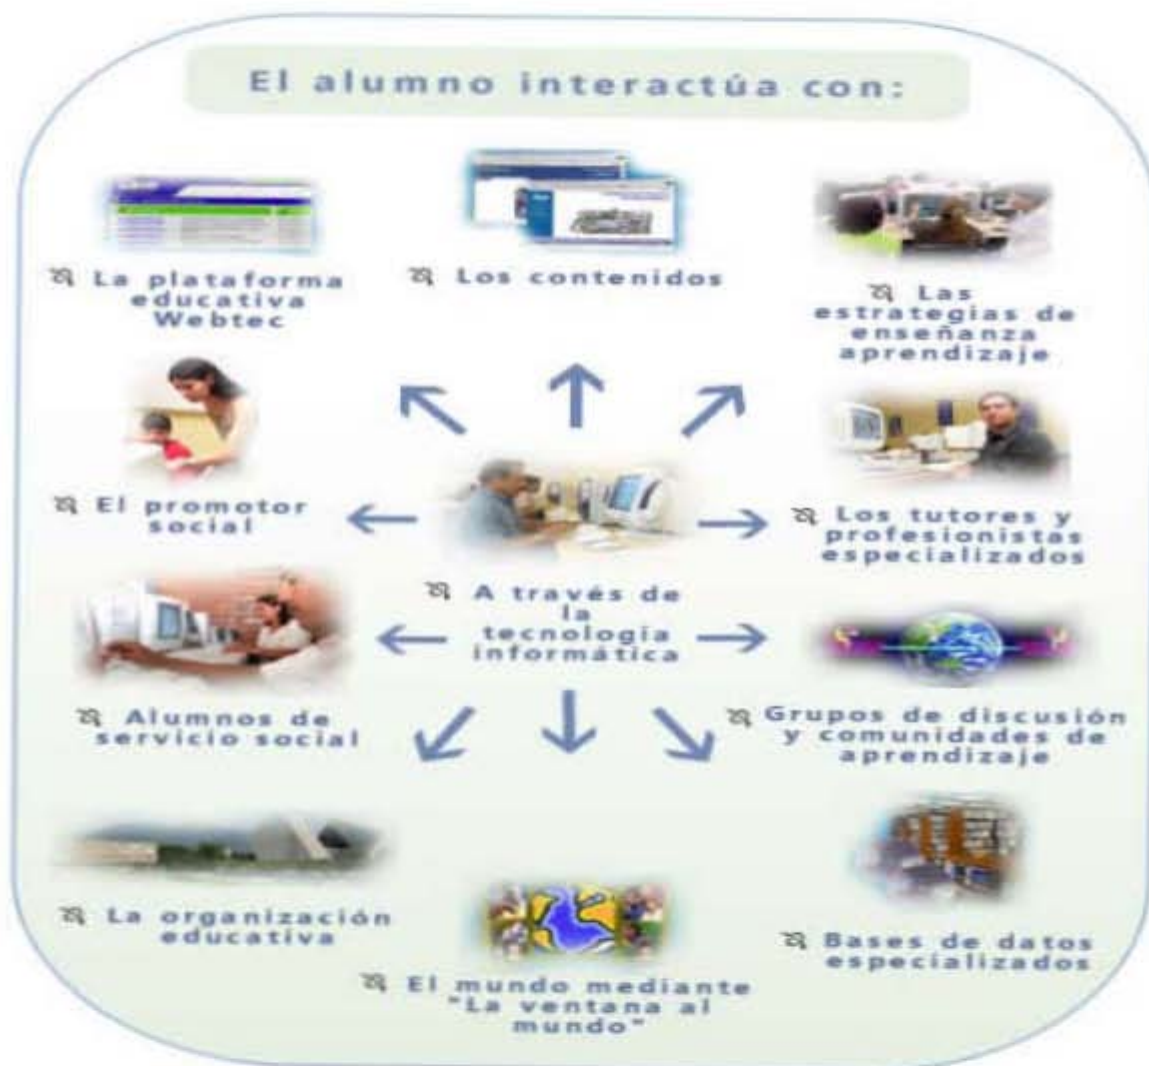 El alumno interactúa con:
La plataforma
educativa
Webtec
Los contenidos
Las
estrategias de
enseñanza
aprendizaje
El promotor
social
A través de
la
tecnología
informática
Los tutores y
profesionistas
especializados
Alumnos de
servicio social
Grupos de discusión
y comunidades de
aprendizaje
La organización
educativa
El mundo mediante
"La ventana al
mundo"
Bases de datos
especializados